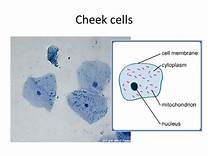 Cheek cells
cell membrane
cytoplasm
mitochondrion
nucleus